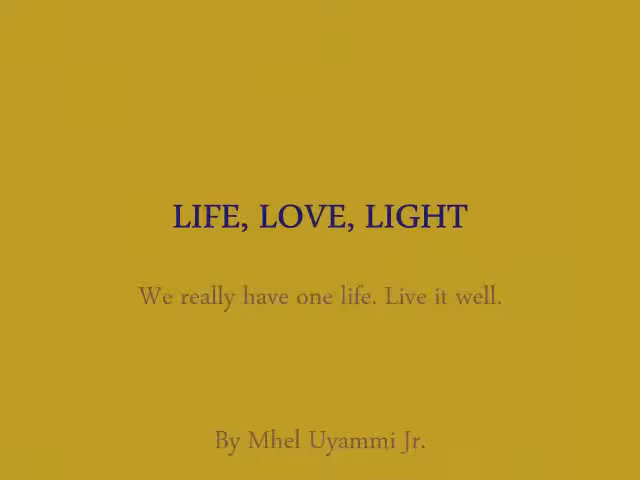 LIFE, LOVE, LIGHT
We really have one life. Live it well.
By Mhel Uyammi Jr.